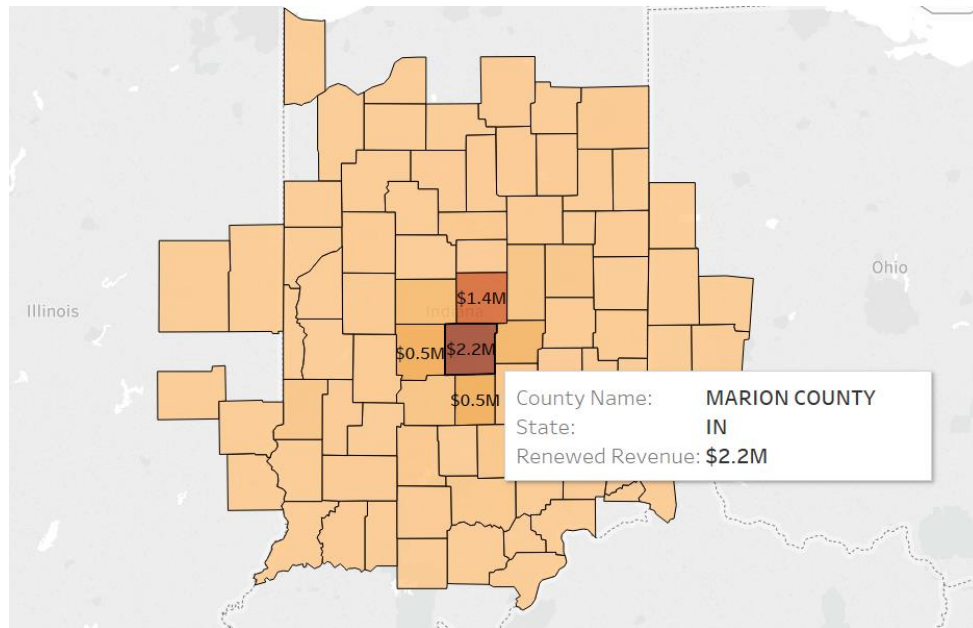 Ohio
$1.4M
Indiana
Illinois
$0.5M $2.2M
$0.5M
County Name: MARION COUNTY
State: IN
Renewed Revenue: $2.2M